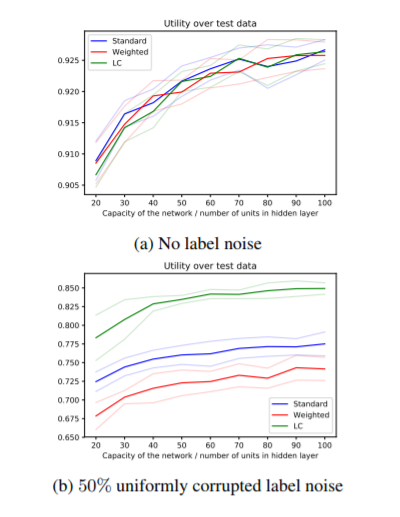 Utility over test data
Standard
Weighted
LC
0.925
0.920
0.915
0.910
0.905
20 30 40 50 60 70 80 90 100
Capacity of the network / number of units in hidden layer
(a) No label noise
Utility over test data
0.850
0.825
0.800
0.775
0.750
0.725
0.700
0.675
0.650
Standard
Weighted
LC
20 30 40 50 60 70 80 90 100
Capacity of the network / number of units in hidden layer
(b) 50% uniformly corrupted label noise